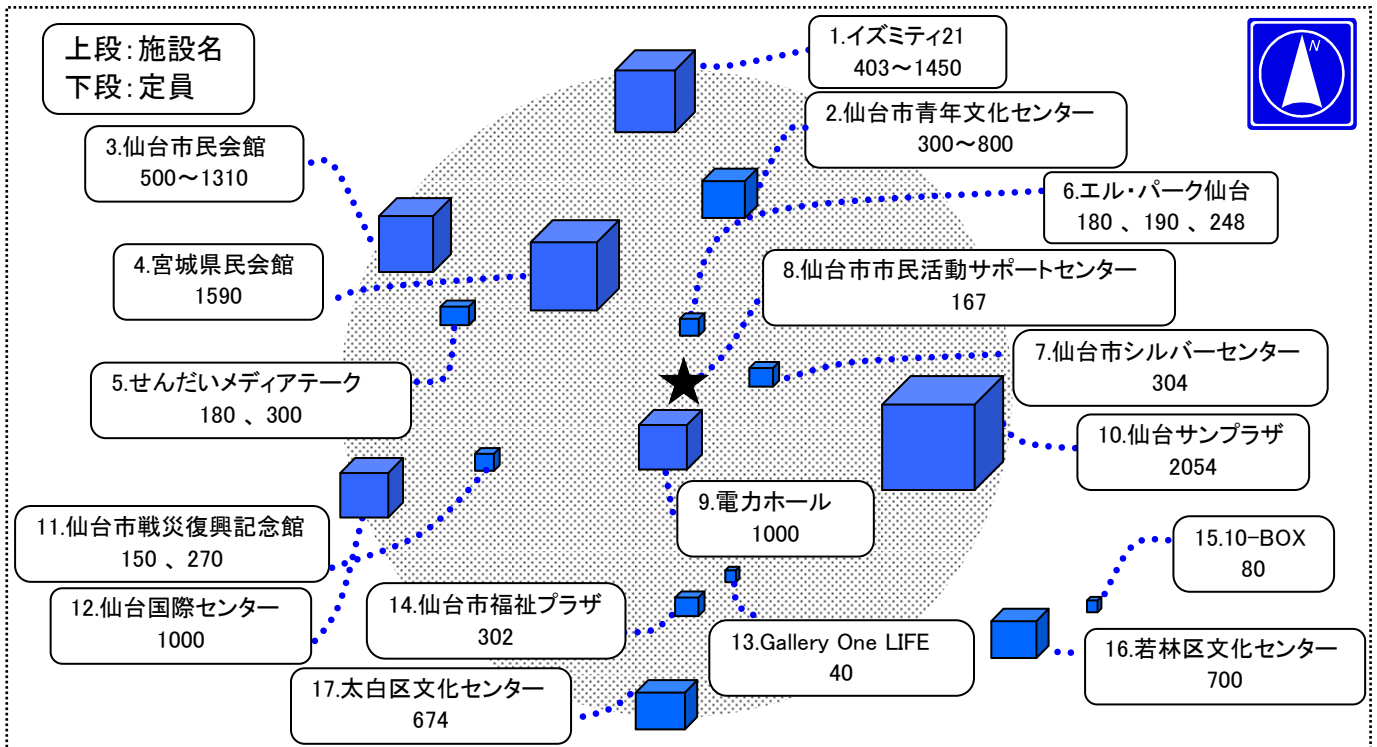 上段:施設名
下段:定員
N
1.イズミティ21
403～1450
2.仙台市青年文化センター
300～800
3.仙台市民会館
500～1310
6.エル・パーク仙台
180 、 190 、 248
4.宮城県民会館
1590
8.仙台市市民活動サポートセンター
167
7.仙台市シルバーセンター
304
5.せんだいメディアテーク
180 、 300
10.仙台サンプラザ
2054
9.電力ホール
1000
11.仙台市戦災復興記念館
150 、 270
15.10-BOX
80
12.仙台国際センター
1000
14.仙台市福祉プラザ
302
13.Gallery One LIFE
40
16.若林区文化センター
700
17.太白区文化センター
674